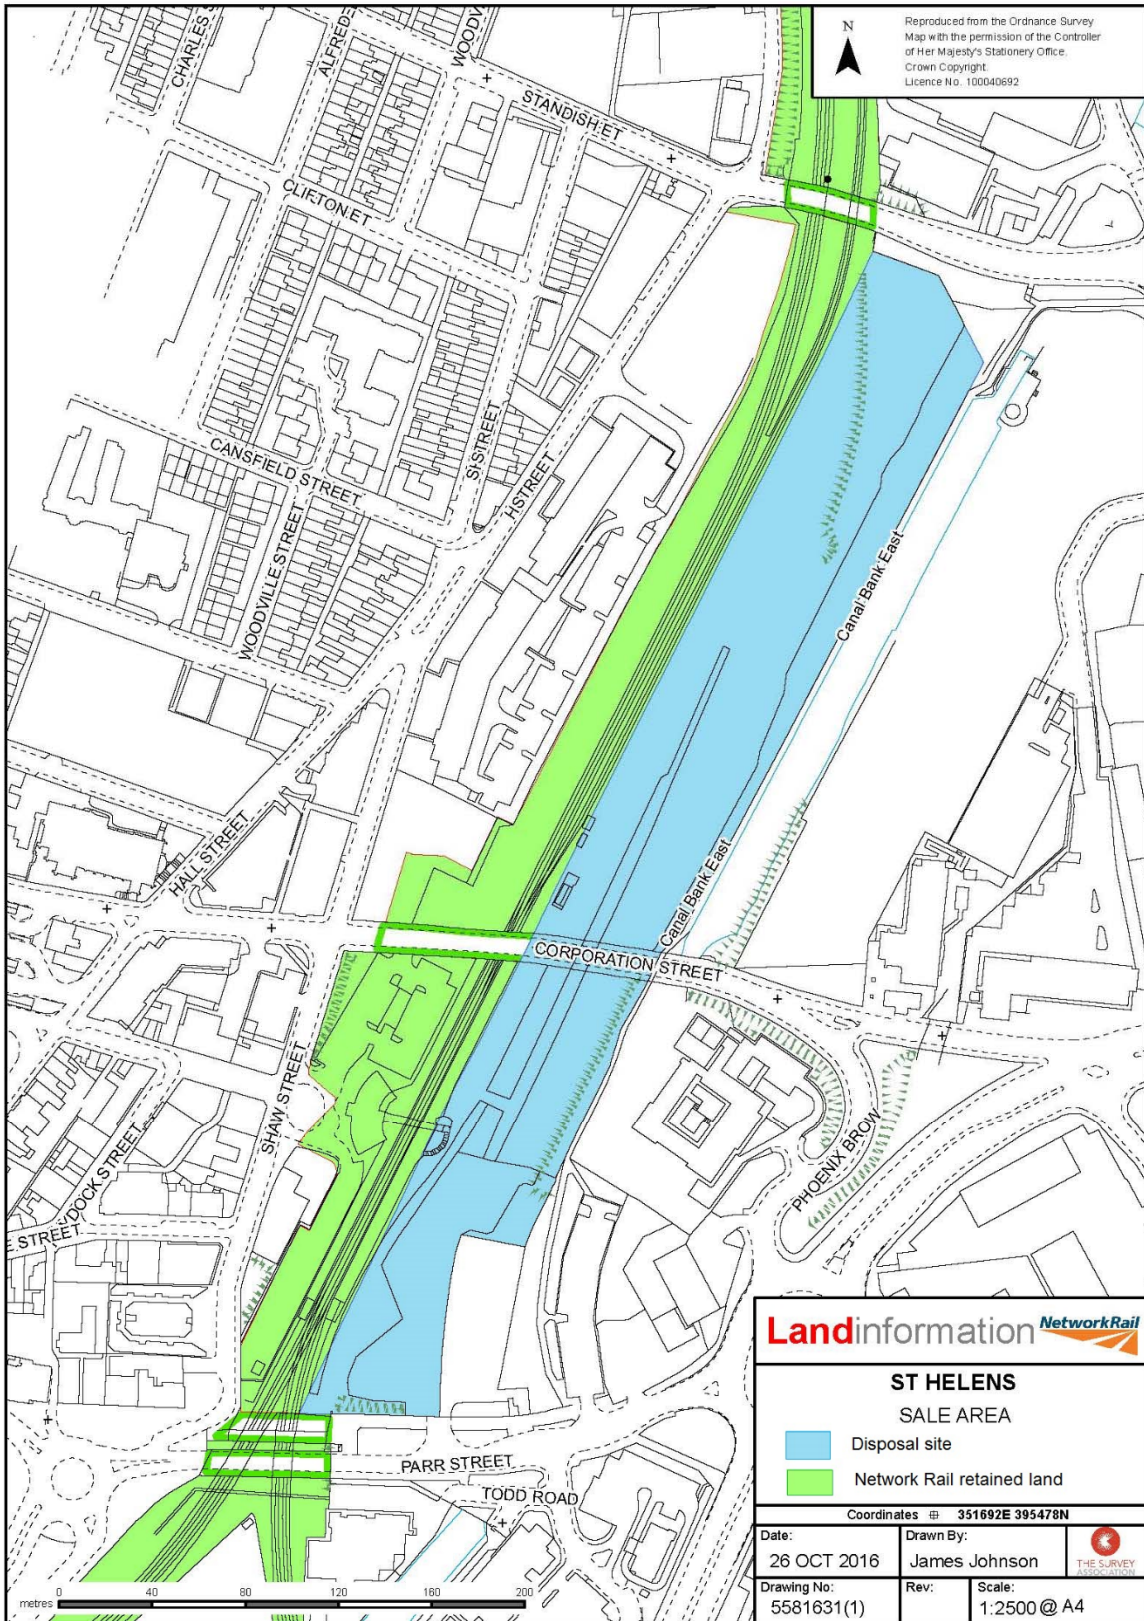 CHARLES S
ALFRED
WOODV
N
Reproduced from the Ordnance Survey
Map with the permission of the Controller
of Her Majesty's Stationery Office.
Crown Copyright.
Licence No. 100040692
STANDISH ET
CLIFTON ET
CANSFIELD STREET
SI STREET
H STREET
WOODVILLE STREET
Canal Bank East
HALL STREET
Canal Bank East
CORPORATION STREET
SHAW STREET
YDOCK STREET
E STREET
PHOENIX BROW
PARR STREET
TODD ROAD
Landinformation NetworkRail
ST HELENS
SALE AREA
Disposal site
Network Rail retained land
Coordinates 351692E 395478N
Date:
26 OCT 2016
Drawn By:
James Johnson
THE SURVEY
ASSOCIATION
Drawing No:
5581631(1)
Rev:
Scale:
1:2500 @ A4
metres 0 40 80 120 160 200